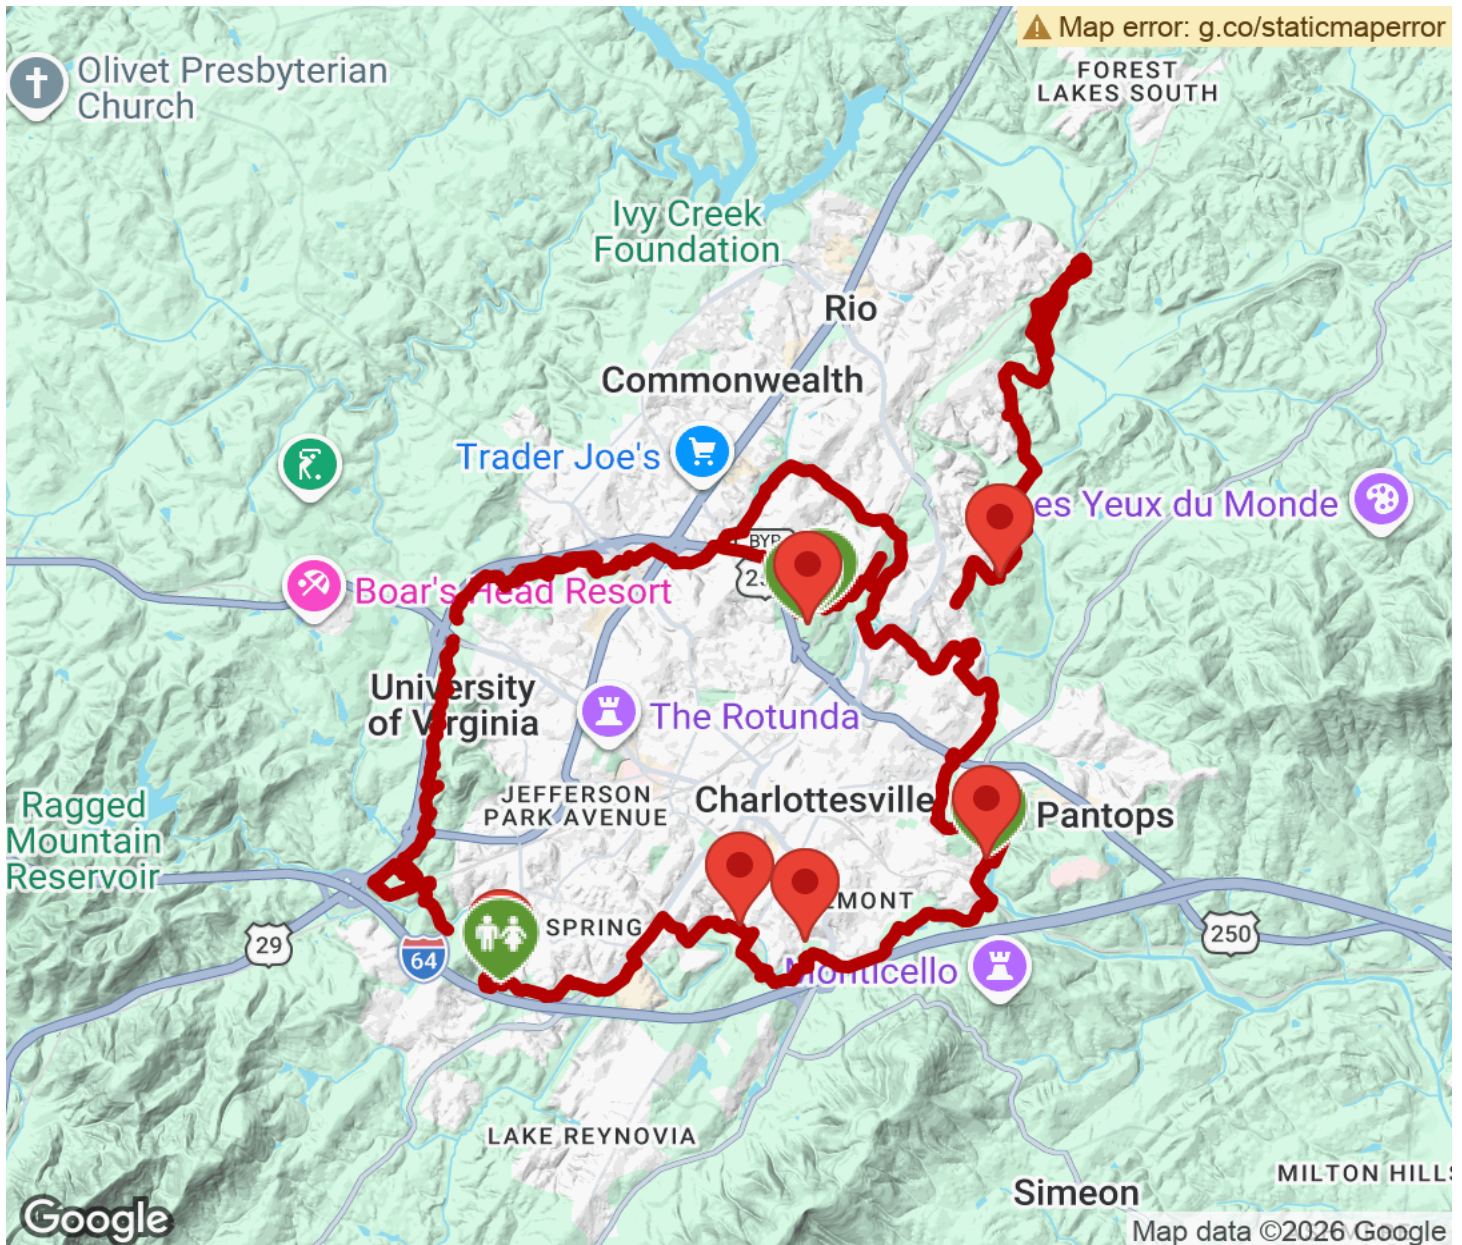 Map error: g.co/staticmaperror
Olivet Presbyterian
Church
FOREST
LAKES SOUTH
Ivy Creek
Foundation
Rio
Commonwealth
Trader Joe's
es Yeux du Monde
BYP
Boar's Head Resort
University
of Virginia
The Rotunda
JEFFERSON
PARK AVENUE
Charlottesville
Pantops
Ragged
Mountain
Reservoir
SPRING
29
64
250
Monticello
LAKE REYNOVIA
MILTON HILLS
Simeon
Google
Map data ©2026 Google